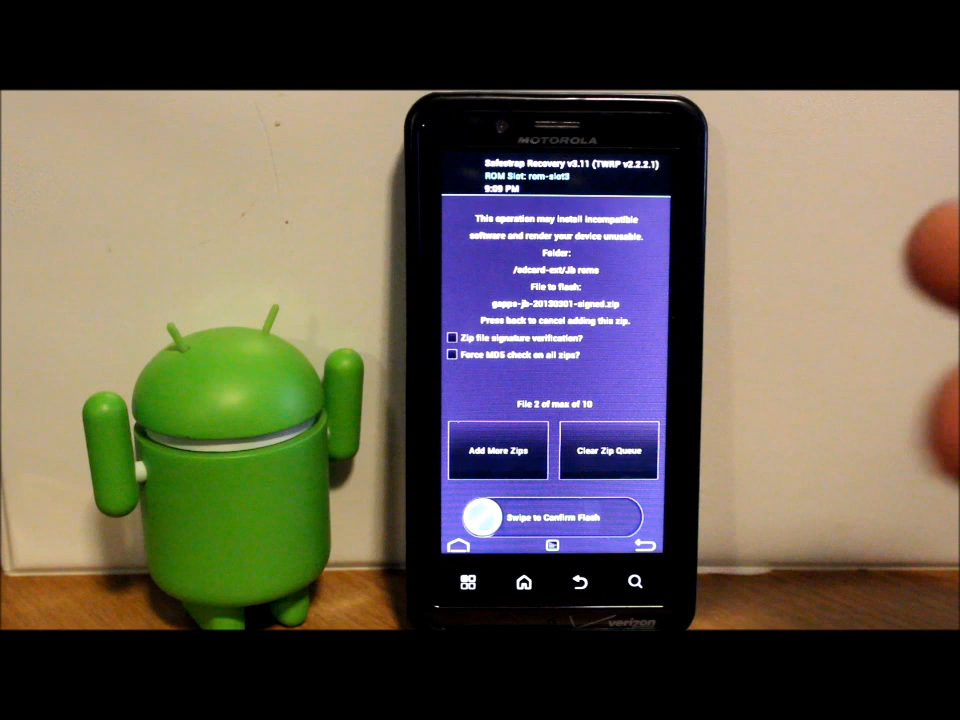 MOTOROLA
Safestrap Recovery v3.11 (TWRP v2.2.2.1)
ROM Slot: rom-slot3
9:09 PM
This operation may install incompatible
software and render your device unusable.
Folder:
/sdcard-ext/Jb roms
File to flash:
gapps-jb-20130301-signed.zip
Press back to cancel adding this zip.
Zip file signature verification?
Force MD5 check on all zips?
File 2 of max of 10
Add More Zips
Clear Zip Queue
Swipe to Confirm Flash
verizon